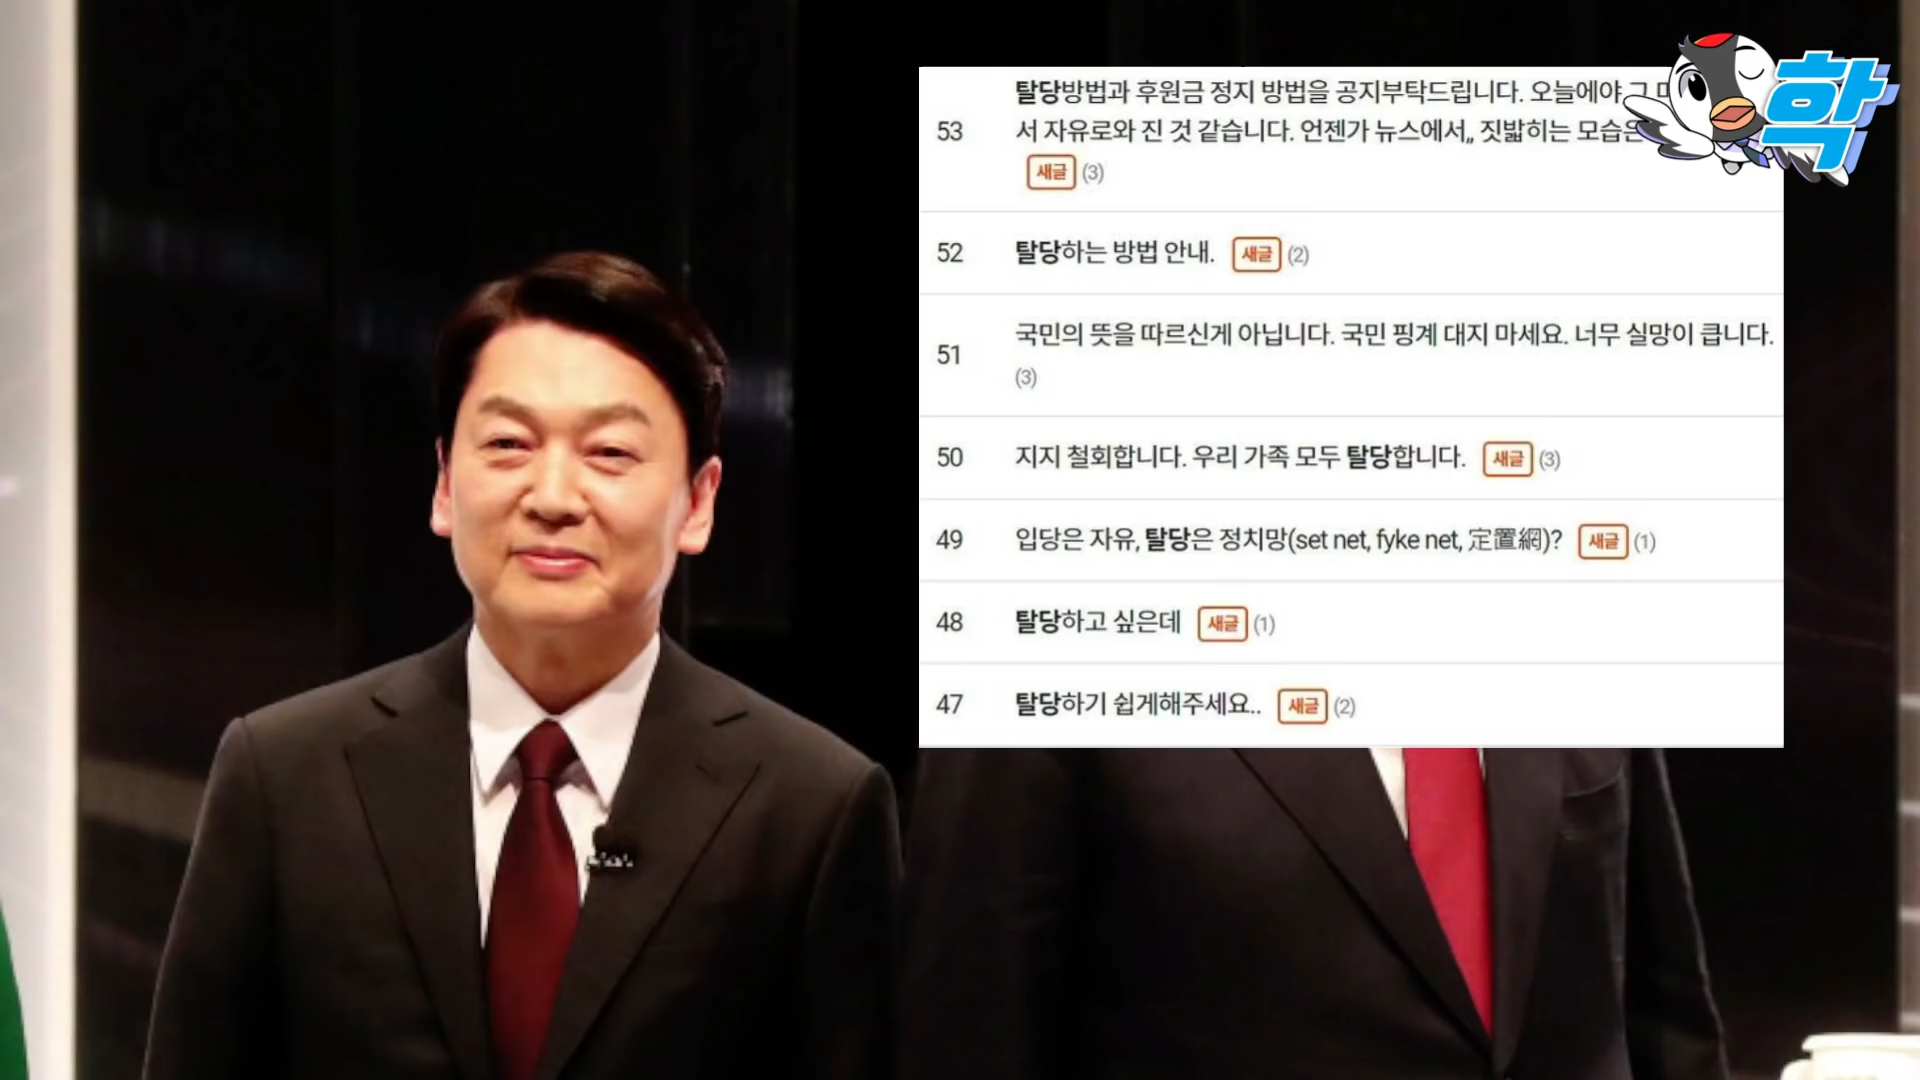 학
53
탈당방법과 후원금 정지 방법을 공지부탁드립니다. 오늘에야 그
서 자유로와 진 것 같습니다. 언젠가 뉴스에서,, 짓밟히는 모습은
새글 (3)
52 탈당하는 방법 안내. 새글 (2)
51
국민의 뜻을 따르신게 아닙니다. 국민 핑계 대지 마세요. 너무 실망이 큽니다.
(3)
50 지지 철회합니다. 우리 가족 모두 탈당합니다. 새글 (3)
49 입당은 자유, 탈당은 정치망(set net, fyke net, 定置網)? 새글 (1)
48 탈당하고 싶은데 새글 (1)
47 탈당하기 쉽게해주세요.. 새글 (2)